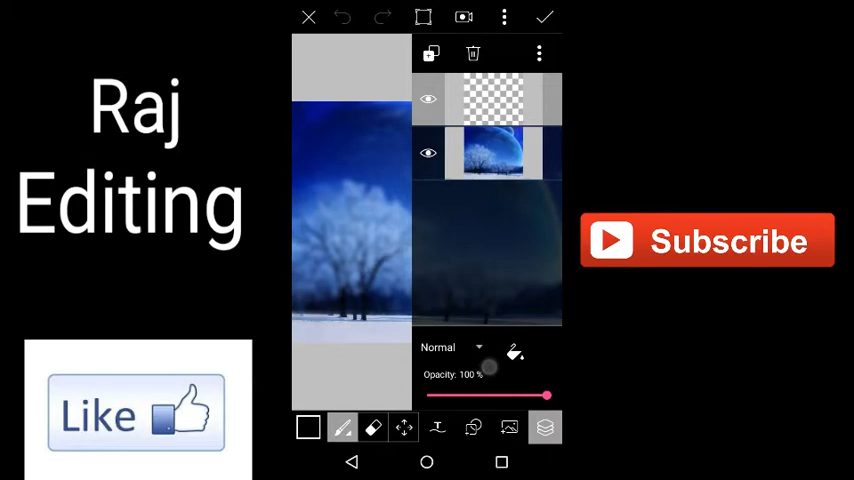 Raj
Editing
Like
Normal
Opacity: 100 %
Subscribe